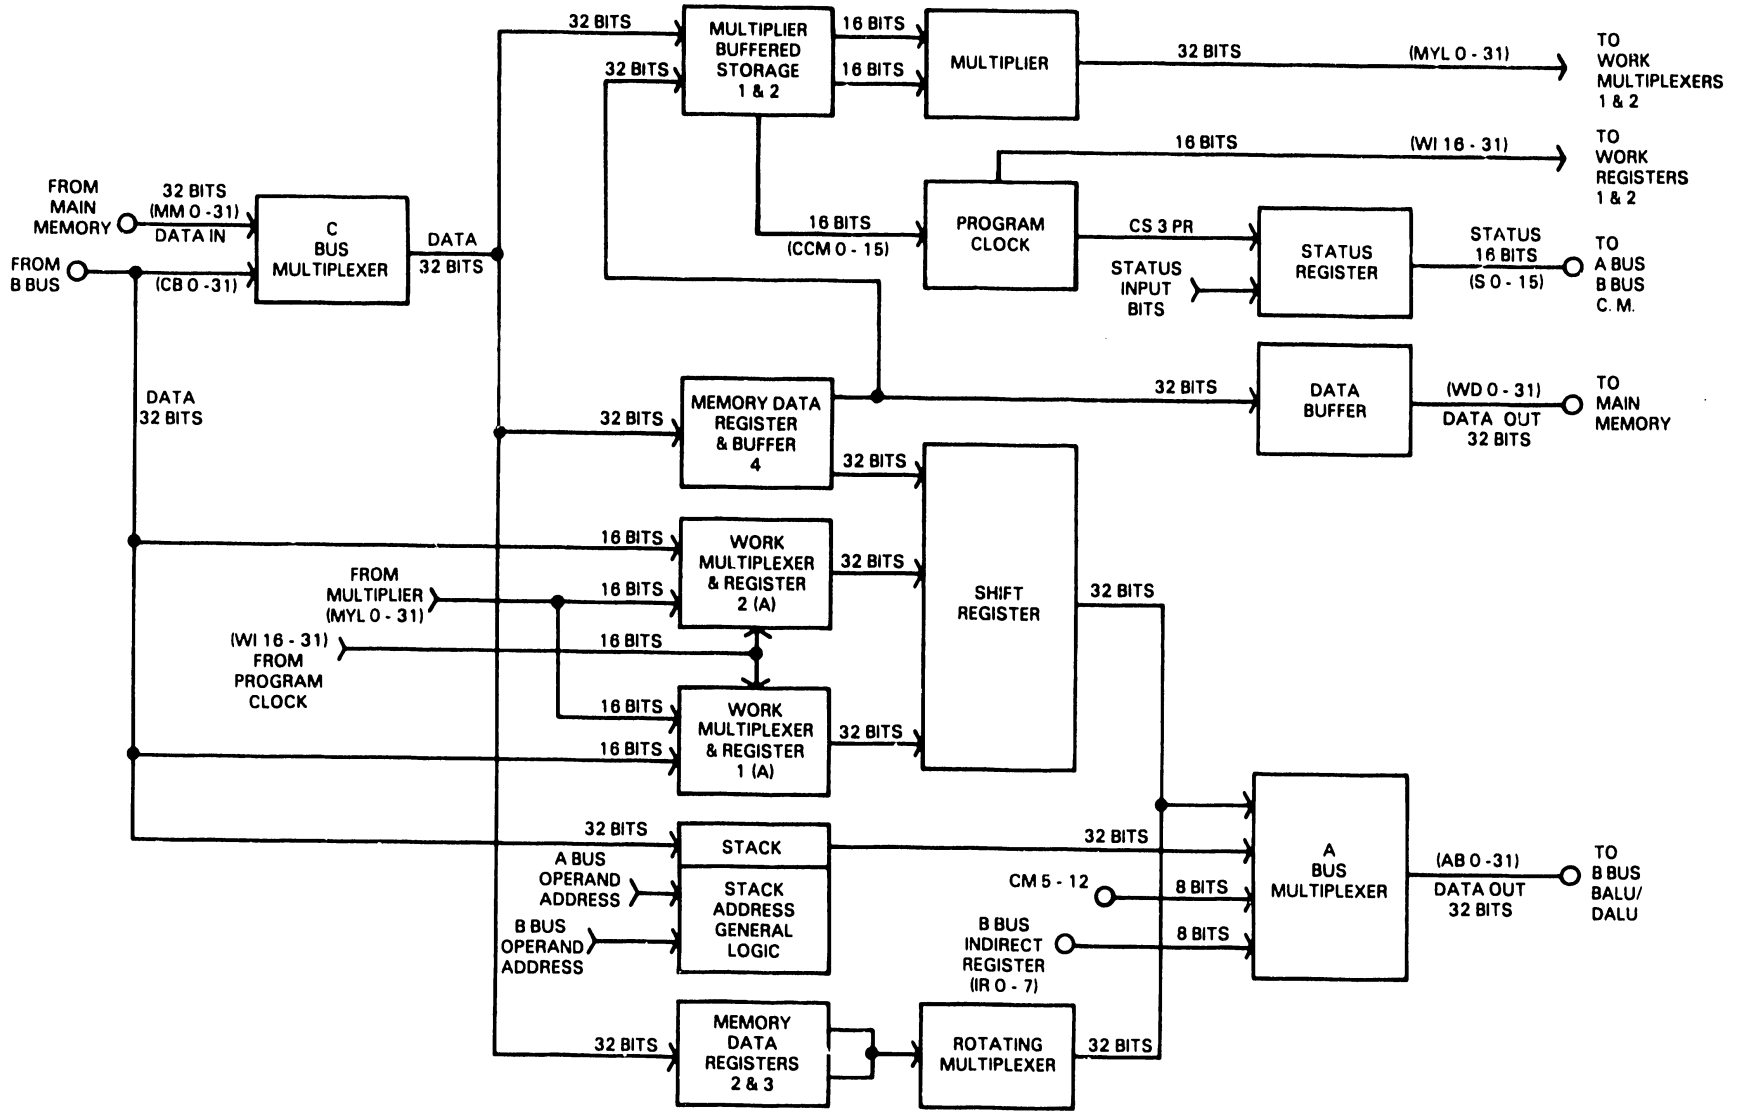 32 BITS
MULTIPLIER
BUFFERED
STORAGE
1 & 2
32 BITS
16 BITS
16 BITS
MULTIPLIER
32 BITS
(MYL 0 - 31)
TO
WORK
MULTIPLEXERS
1 & 2
16 BITS
(WI 16 - 31)
TO
WORK
REGISTERS
1 & 2
FROM
MAIN
MEMORY
32 BITS
(MM 0 -31)
DATA IN
FROM
B BUS
(CB 0 -31)
C
BUS
MULTIPLEXER
DATA
32 BITS
16 BITS
(CCM 0 - 15)
PROGRAM
CLOCK
CS 3 PR
STATUS
INPUT
BITS
STATUS
REGISTER
STATUS
16 BITS
(S 0 - 15)
TO
A BUS
B BUS
C. M.
DATA
32 BITS
32 BITS
MEMORY DATA
REGISTER
& BUFFER
4
32 BITS
32 BITS
DATA
BUFFER
(WD 0 - 31)
DATA OUT
32 BITS
TO
MAIN
MEMORY
16 BITS
FROM
MULTIPLIER
(MYL 0 - 31)
16 BITS
WORK
MULTIPLEXER
& REGISTER
2 (A)
32 BITS
SHIFT
REGISTER
32 BITS
(WI 16 - 31)
FROM
PROGRAM
CLOCK
16 BITS
16 BITS
16 BITS
WORK
MULTIPLEXER
& REGISTER
1 (A)
32 BITS
32 BITS
A BUS
OPERAND
ADDRESS
B BUS
OPERAND
ADDRESS
STACK
STACK
ADDRESS
GENERAL
LOGIC
32 BITS
CM 5 - 12
8 BITS
B BUS
INDIRECT
REGISTER
(IR 0 - 7)
8 BITS
A
BUS
MULTIPLEXER
(AB 0 -31)
DATA OUT
32 BITS
TO
B BUS
BALU/
DALU
32 BITS
MEMORY
DATA
REGISTERS
2 & 3
ROTATING
MULTIPLEXER
32 BITS